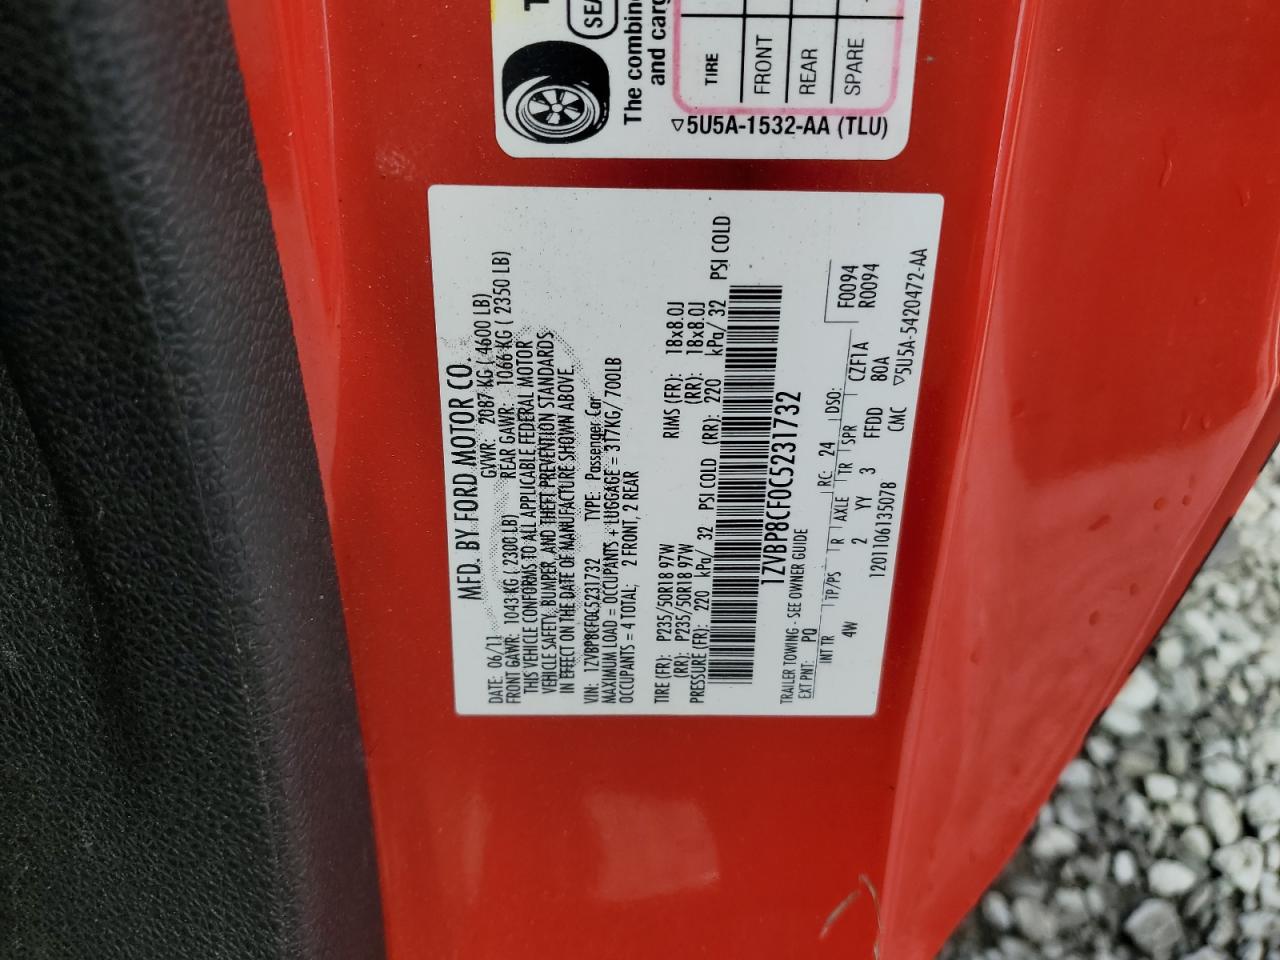 T
SEA
The combine
and carg
TIRE
FRONT
REAR
SPARE
▽5U5A-1532-AA (TLU)
MFD. BY FORD MOTOR CO.
DATE: 06/11 GVWR: 2087 KG ( 4600 LB)
FRONT GAWR: 1043 KG ( 2300 LB) REAR GAWR: 1066 KG ( 2350 LB)
THIS VEHICLE CONFORMS TO ALL APPLICABLE FEDERAL MOTOR
VEHICLE SAFETY, BUMPER, AND THEFT PREVENTION STANDARDS
IN EFFECT ON THE DATE OF MANUFACTURE SHOWN ABOVE
VIN: 1ZVBP8CF0C5231732 TYPE: Passenger Car
MAXIMUM LOAD = OCCUPANTS + LUGGAGE = 317KG/ 700LB
OCCUPANTS = 4 TOTAL; 2 FRONT, 2 REAR
TIRE (FR): P235/50R18 97W RIMS (FR): 18x8.0J
(RR): P235/50R18 97W (RR): 18x8.0J
PRESSURE (FR): 220 kPa/ 32 PSI COLD (RR): 220 kPa/ 32 PSI COLD
1ZVBP8CF0C5231732
TRAILER TOWING - SEE OWNER GUIDE
EXT PNT: PQ RC: 24 DSO: F0094
R0094
INT TR TP/PS R AXLE TR SPR CZF1A
4W 2 YY 3 FFDD 80A
1201106135078 CMC ▽5U5A-5420472-AA